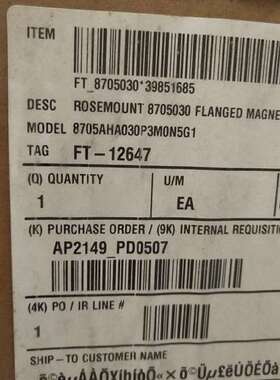 ITEM
FT_8705030*39851685
DESC ROSEMOUNT 8705030 FLANGED MAGNE
MODEL 8705AHA030P3M0N5G1
TAG FT-12647
(Q) QUANTITY U/M
1 EA
(K) PURCHASE ORDER / (9K) INTERNAL REQUISITI
AP2149_PD0507
(4K) PO / IR LINE #
1
SHIP-TO CUSTOMER NAME